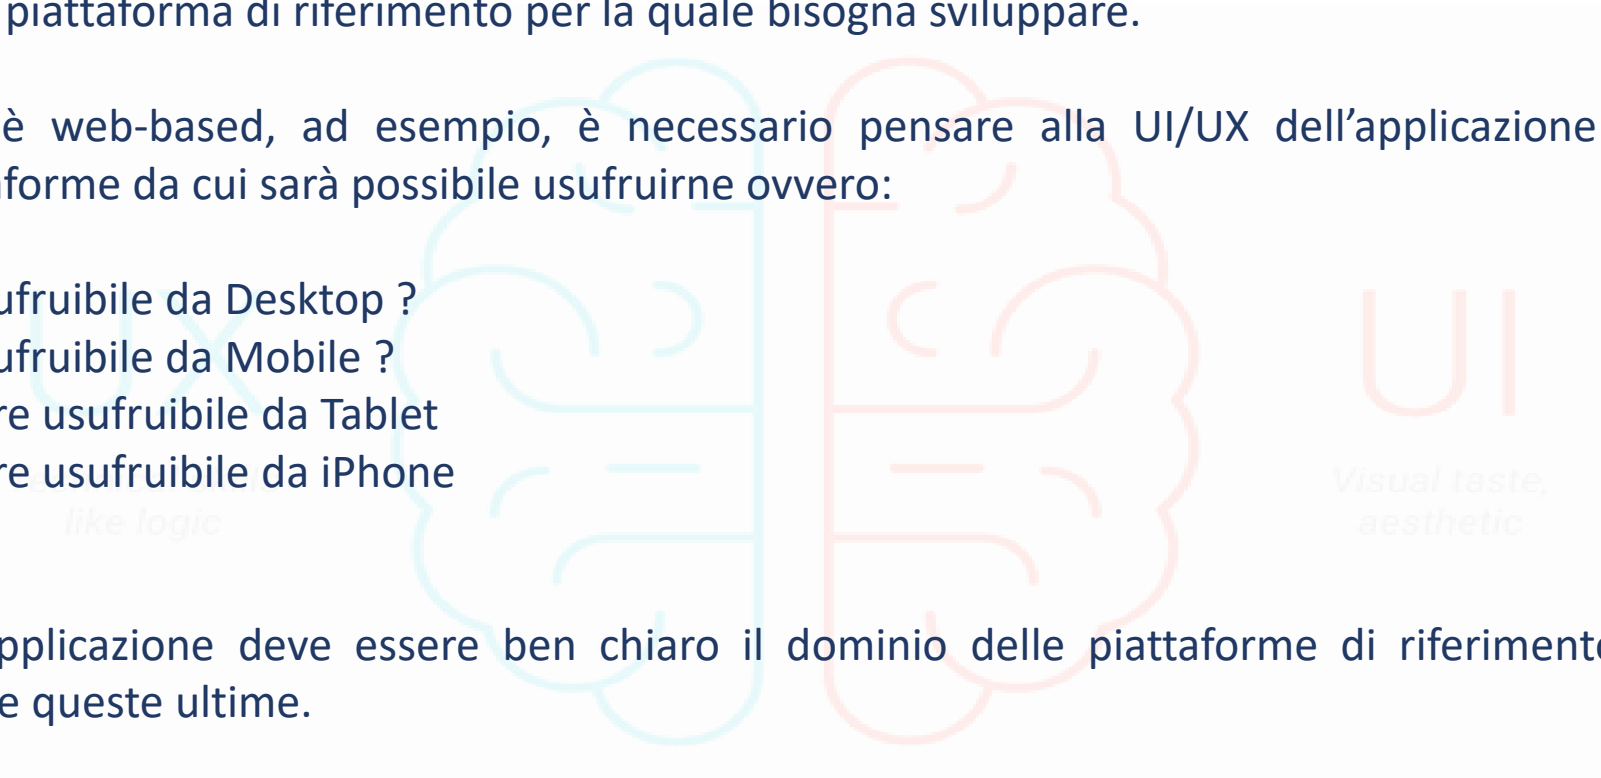 piattaforma di riferimento per la quale bisogna sviluppare.
è web-based, ad esempio, è necessario pensare alla UI/UX dell’applicazione
forme da cui sarà possibile usufruirne ovvero:
ufruibile da Desktop ?
ufruibile da Mobile ?
re usufruibile da Tablet
re usufruibile da iPhone
UX
UI
like logic
Visual taste,
aesthetic
pplicazione deve essere ben chiaro il dominio delle piattaforme di riferimento
e queste ultime.